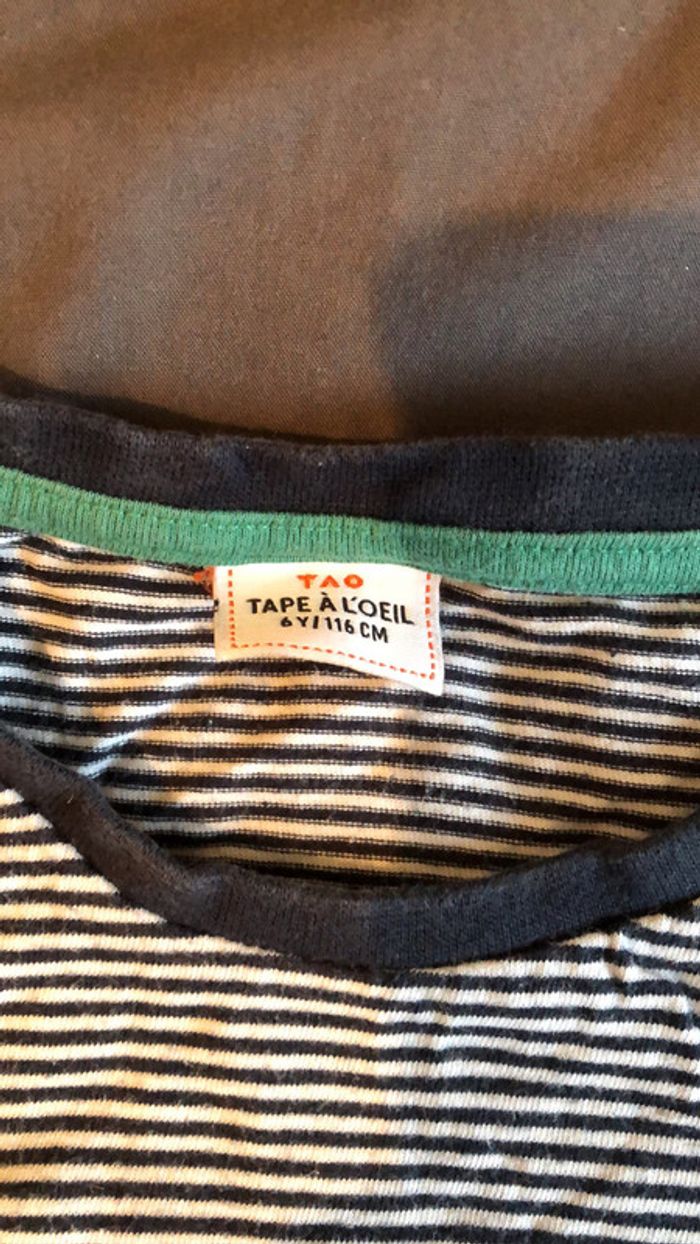 TAO
TAPE À L'OEIL
6Y/116 CM